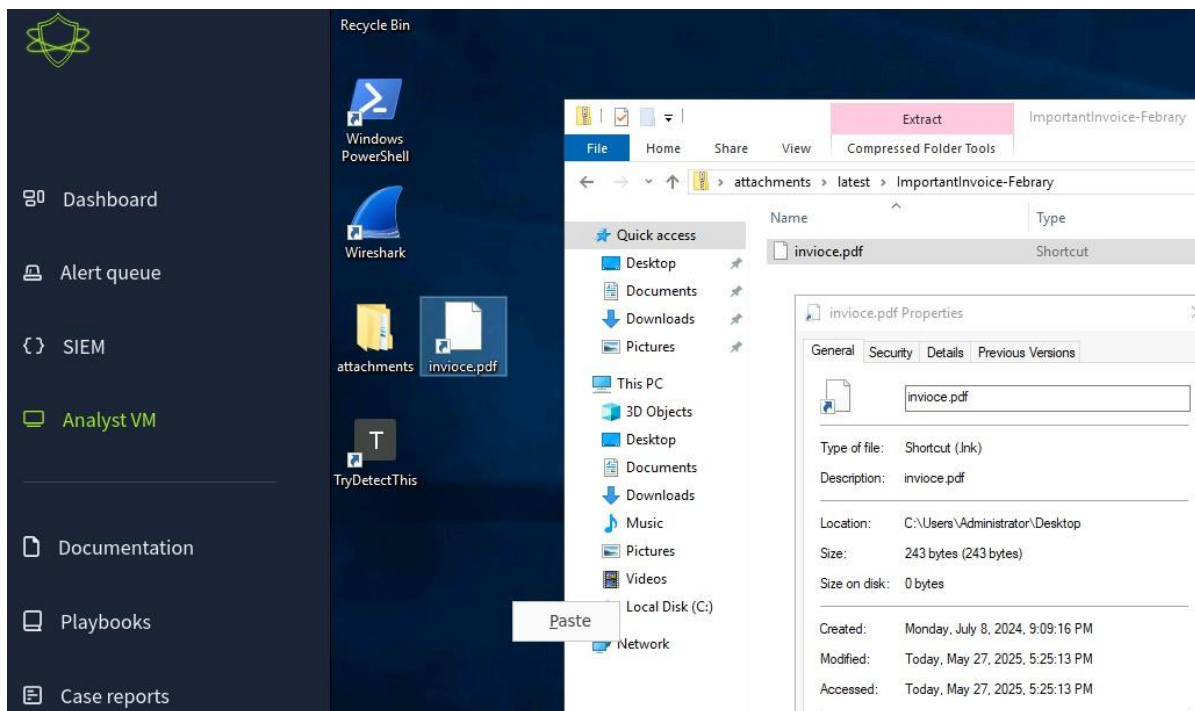 Recycle Bin
Windows
PowerShell
Wireshark
attachments
invioce.pdf
T
TryDetectThis
Dashboard
Alert queue
SIEM
Analyst VM
Documentation
Playbooks
Case reports
Extract
ImportantInvoice-Febrary
File Home Share View Compressed Folder Tools
attachments › latest › ImportantInvoice-Febrary
Name Type
invioce.pdf Shortcut
Quick access
Desktop
Documents
Downloads
Pictures
This PC
3D Objects
Desktop
Documents
Downloads
Music
Pictures
Videos
Local Disk (C:)
Network
Paste
invioce.pdf Properties
General Security Details Previous Versions
invioce.pdf
Type of file: Shortcut (.lnk)
Description: invioce.pdf
Location: C:\Users\Administrator\Desktop
Size: 243 bytes (243 bytes)
Size on disk: 0 bytes
Created: Monday, July 8, 2024, 9:09:16 PM
Modified: Today, May 27, 2025, 5:25:13 PM
Accessed: Today, May 27, 2025, 5:25:13 PM